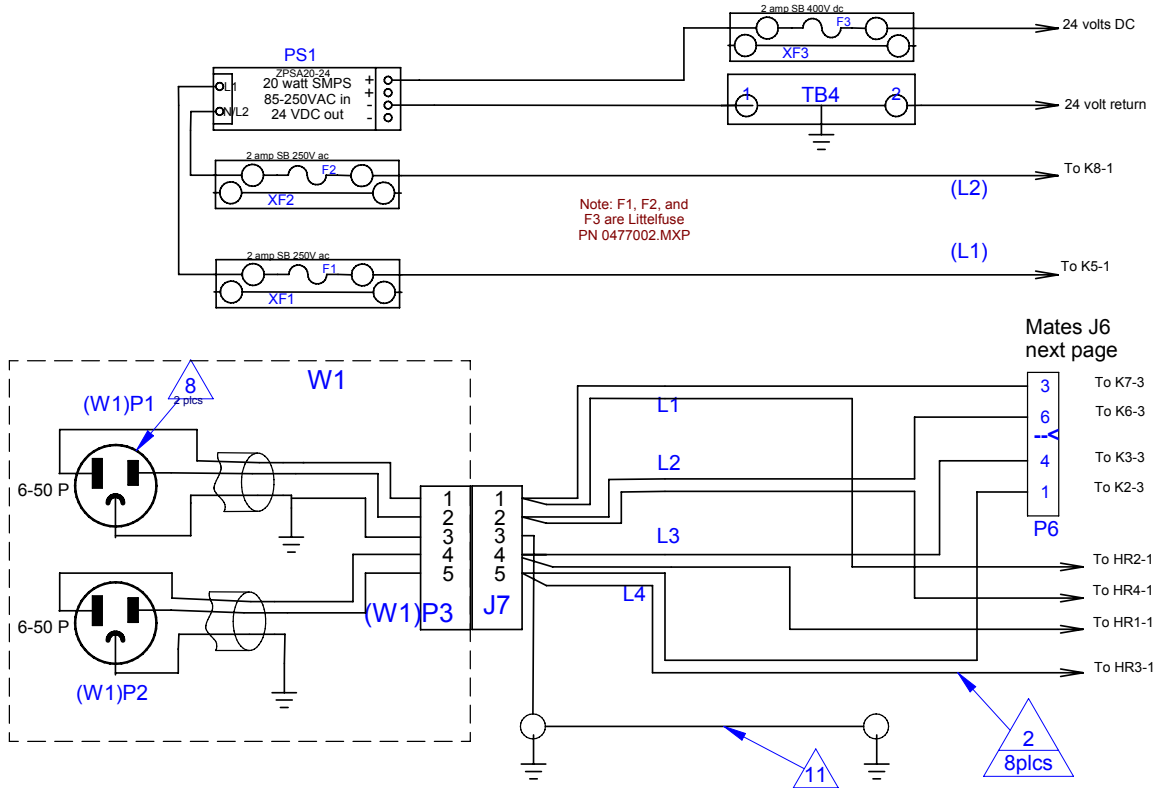 2 amp SB 400V dc
F3
XF3
24 volts DC
PS1
ZPSA20-24
20 watt SMPS
85-250VAC in
24 VDC out
L1
N/L2
+
+
-
-
1
TB4
2
24 volt return
2 amp SB 250V ac
F2
XF2
To K8-1
(L2)
Note: F1, F2, and
F3 are Littelfuse
PN 0477002.MXP
2 amp SB 250V ac
F1
XF1
(L1)
To K5-1
Mates J6
next page
W1
8
2 plcs
(W1)P1
6-50 P
6-50 P
(W1)P2
1
2
3
4
5
(W1)P3
1
2
3
4
5
J7
L1
L2
L3
L4
3
6
--<
4
1
P6
To K7-3
To K6-3
To K3-3
To K2-3
To HR2-1
To HR4-1
To HR1-1
To HR3-1
2
8plcs
11